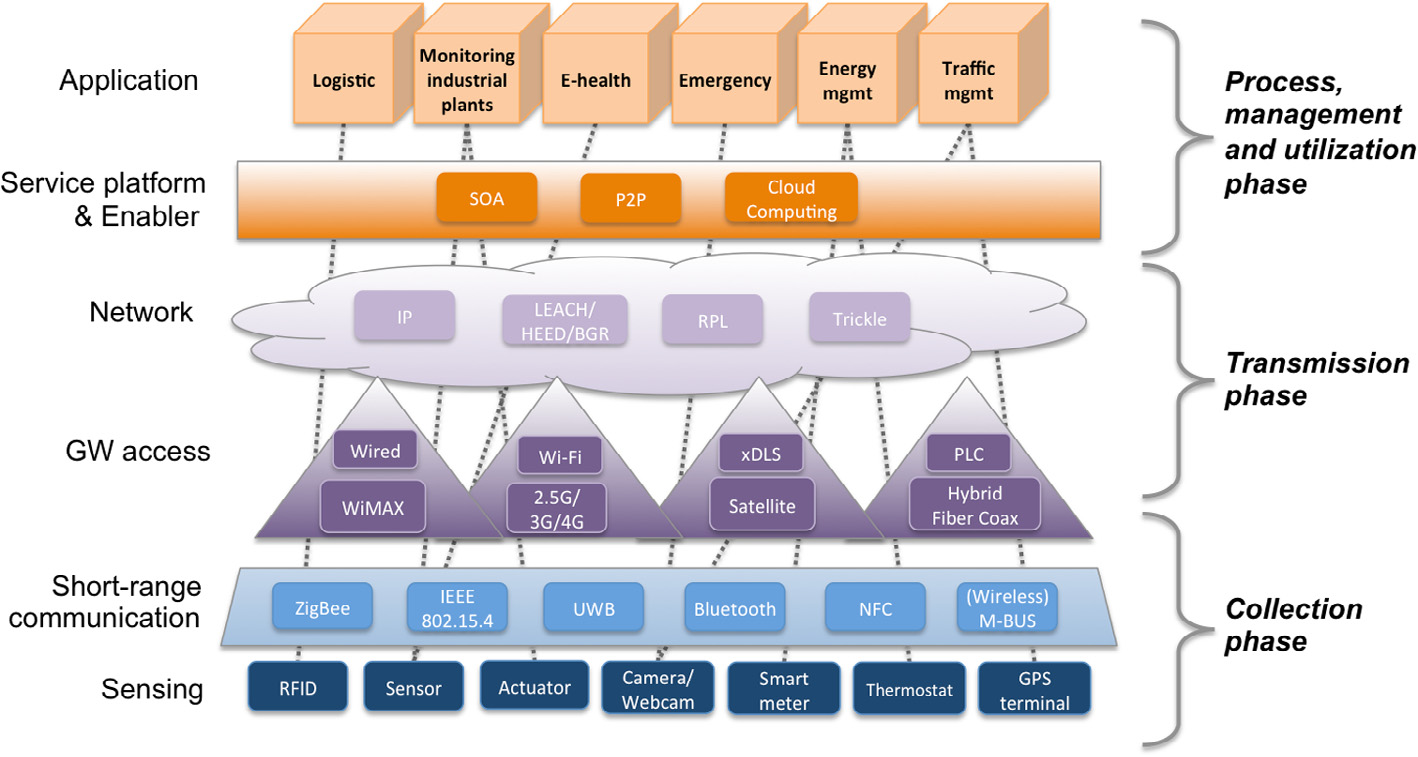 Application
Logistic
Monitoring
industrial
plants
E-health
Emergency
Energy
mgmt
Traffic
mgmt
Process,
management
and utilization
phase
Service platform
& Enabler
SOA
P2P
Cloud
Computing
Network
IP
LEACH/
HEED/BGR
RPL
Trickle
Transmission
phase
GW access
Wired
WiMAX
Wi-Fi
2.5G/
3G/4G
xDLS
Satellite
PLC
Hybrid
Fiber Coax
Short-range
communication
ZigBee
IEEE
802.15.4
UWB
Bluetooth
NFC
(Wireless)
M-BUS
Collection
phase
Sensing
RFID
Sensor
Actuator
Camera/
Webcam
Smart
meter
Thermostat
GPS
terminal